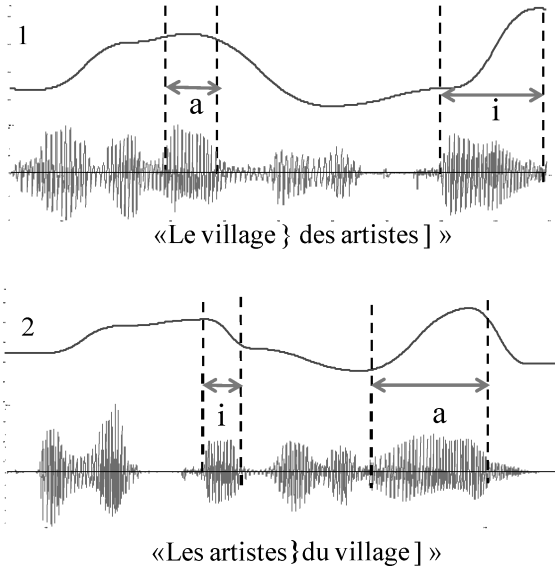 1
a
i
«Le village } des artistes ] »
2
i
a
«Les artistes}du village ] »